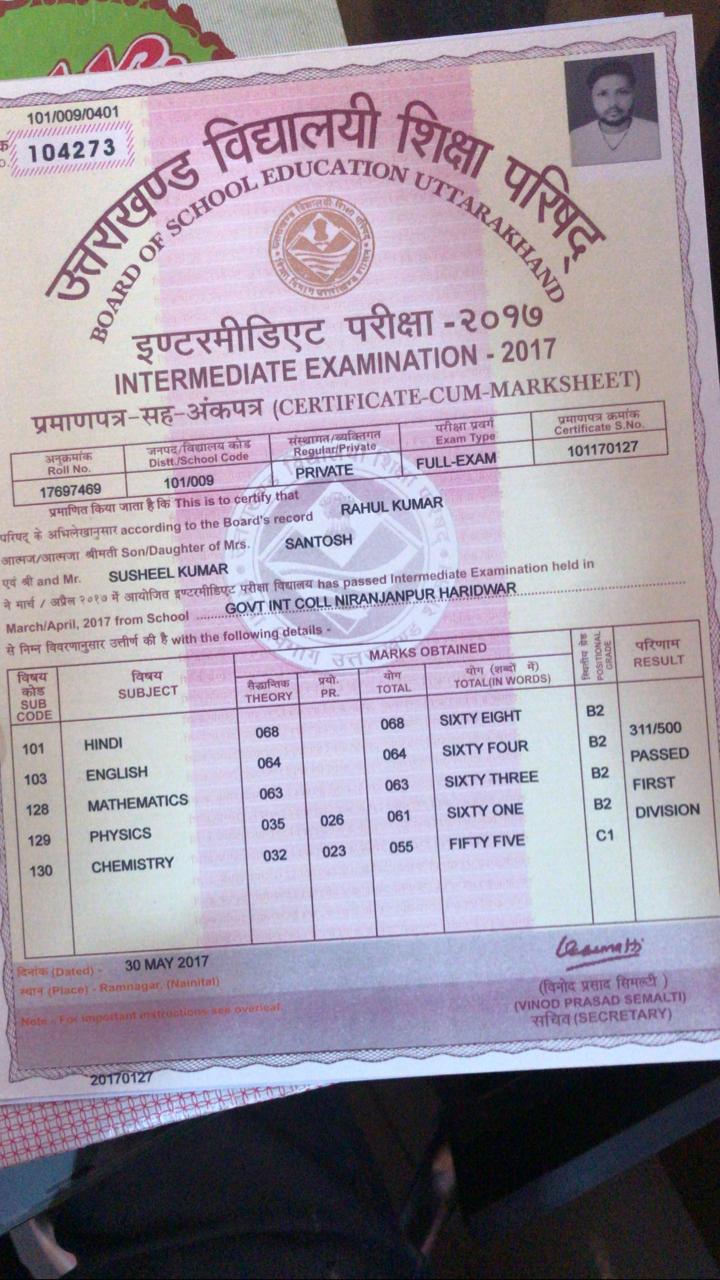 101/009/0401
104273
उत्तराखण्ड विद्यालयी शिक्षा परिषद्
BOARD OF SCHOOL EDUCATION UTTARAKHAND
इण्टरमीडिएट परीक्षा -२०१७
INTERMEDIATE EXAMINATION - 2017
प्रमाणपत्र-सह-अंकपत्र (CERTIFICATE-CUM-MARKSHEET)
अनुक्रमांक जनपद/विद्यालय कोड संस्थागत/व्यक्तिगत परीक्षा प्रवर्ग प्रमाणपत्र क्रमांक
Roll No. Distt./School Code Regular/Private Exam Type Certificate S.No.
17697469 101/009 PRIVATE FULL-EXAM 101170127
प्रमाणित किया जाता है कि This is to certify that RAHUL KUMAR
परिषद् के अभिलेखानुसार according to the Board's record
आत्मज/आत्मजा श्रीमती Son/Daughter of Mrs. SANTOSH
एवं श्री and Mr. SUSHEEL KUMAR
ने मार्च / अप्रैल २०१७ में आयोजित इण्टरमीडिएट परीक्षा विद्यालय has passed Intermediate Examination held in
March/April, 2017 from School GOVT INT COLL NIRANJANPUR HARIDWAR
से निम्न विवरणानुसार उत्तीर्ण की है with the following details -
विषय कोड विषय MARKS OBTAINED परिणाम
SUB CODE SUBJECT सैद्धान्तिक THEORY प्रयो. PR. योग TOTAL योग (शब्दों में) TOTAL(IN WORDS) POSITIONAL GRADE RESULT
101 HINDI 068 068 SIXTY EIGHT B2 311/500
103 ENGLISH 064 064 SIXTY FOUR B2 PASSED
128 MATHEMATICS 063 063 SIXTY THREE B2 FIRST
129 PHYSICS 035 026 061 SIXTY ONE B2 DIVISION
130 CHEMISTRY 032 023 055 FIFTY FIVE C1
दिनांक (Dated) - 30 MAY 2017
स्थान (Place) - Ramnagar, (Nainital)
(विनोद प्रसाद सिमल्टी)
(VINOD PRASAD SEMALTI)
सचिव (SECRETARY)
Note - For important instructions see overleaf.
20170127